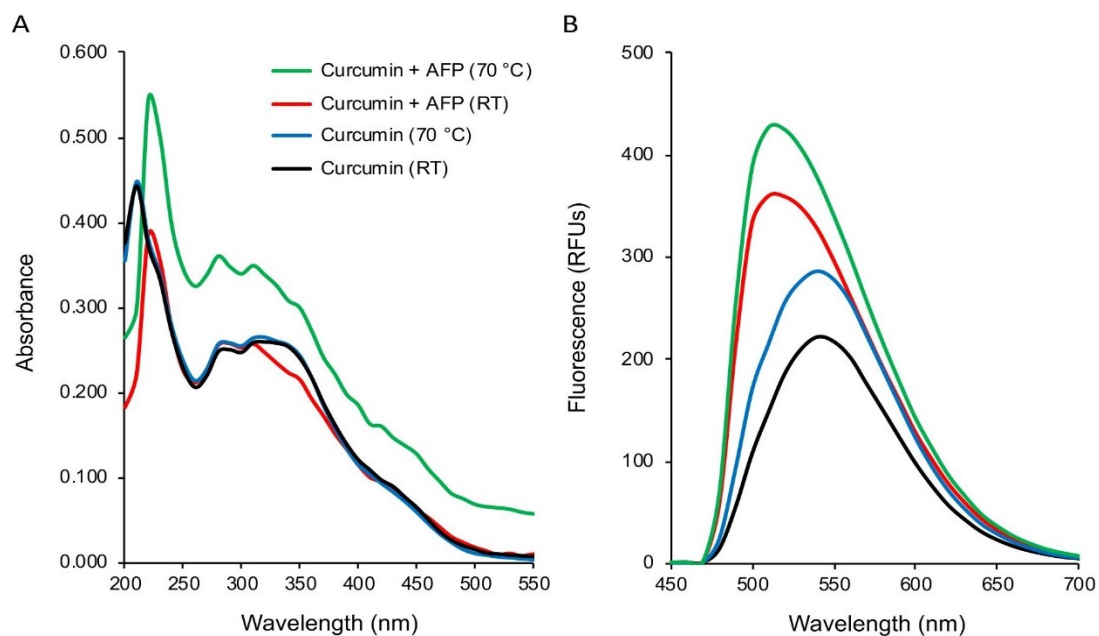 A
0.600
0.500
0.400
0.300
0.200
0.100
0.000
Absorbance
Curcumin + AFP (70 °C)
Curcumin + AFP (RT)
Curcumin (70 °C)
Curcumin (RT)
200 250 300 350 400 450 500 550
Wavelength (nm)
B
500
400
300
200
100
0
Fluorescence (RFUs)
450 500 550 600 650 700
Wavelength (nm)